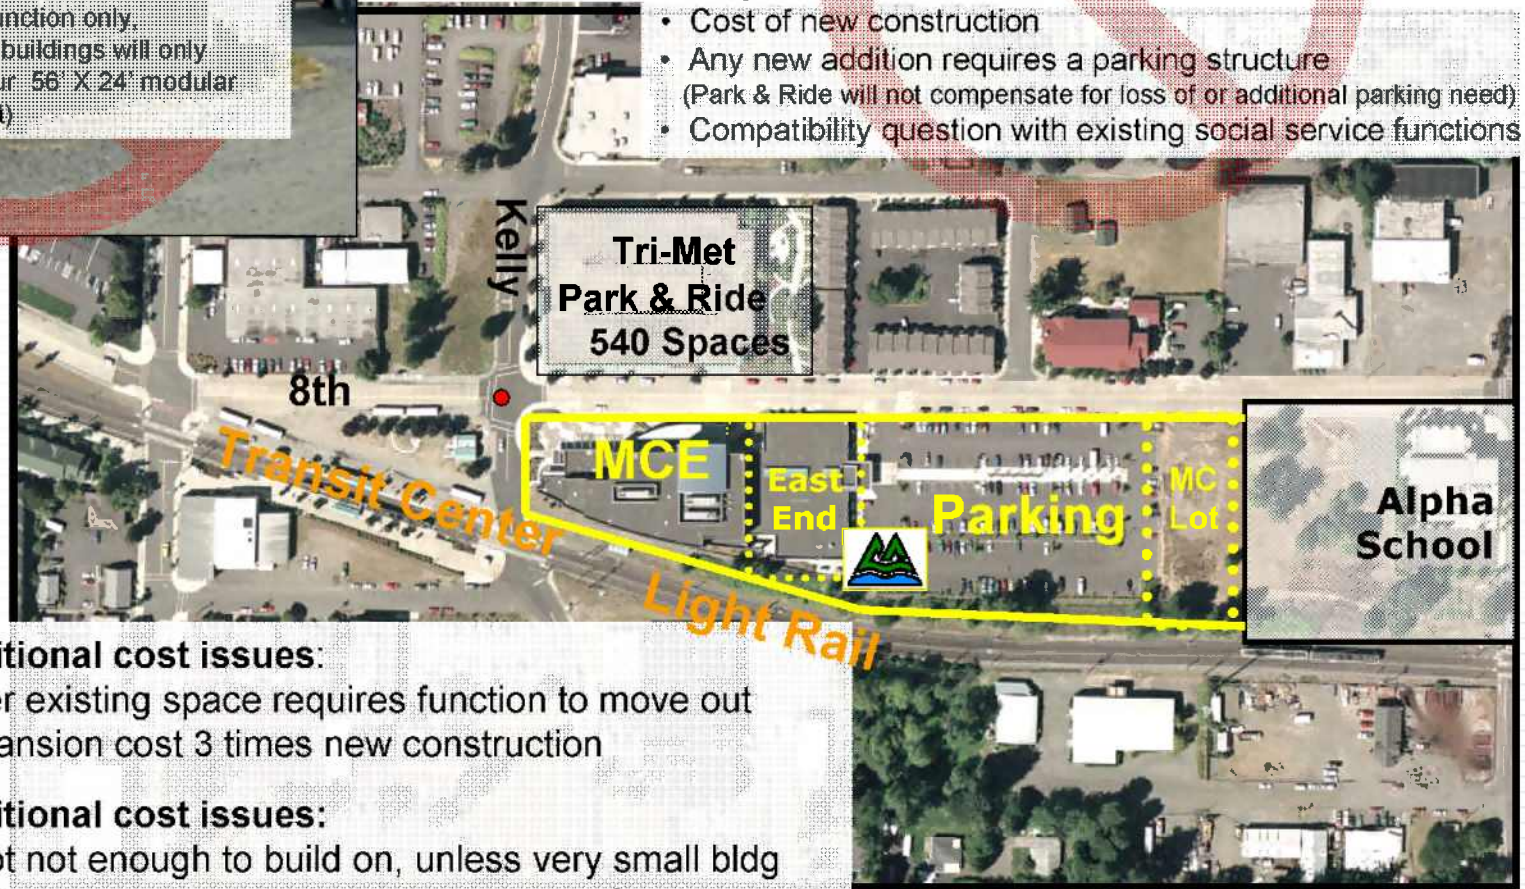 unction only,
buildings will only
ur 56' X 24' modular
• Cost of new construction
• Any new addition requires a parking structure
(Park & Ride will not compensate for loss of or additional parking need)
• Compatibility question with existing social service functions
Kelly
Tri-Met
Park & Ride
540 Spaces
8th
Transit Center
MCE
East
End
Parking
MC
Lot
Alpha
School
Light Rail
itional cost issues:
er existing space requires function to move out
ansion cost 3 times new construction
itional cost issues:
ot not enough to build on, unless very small bldg